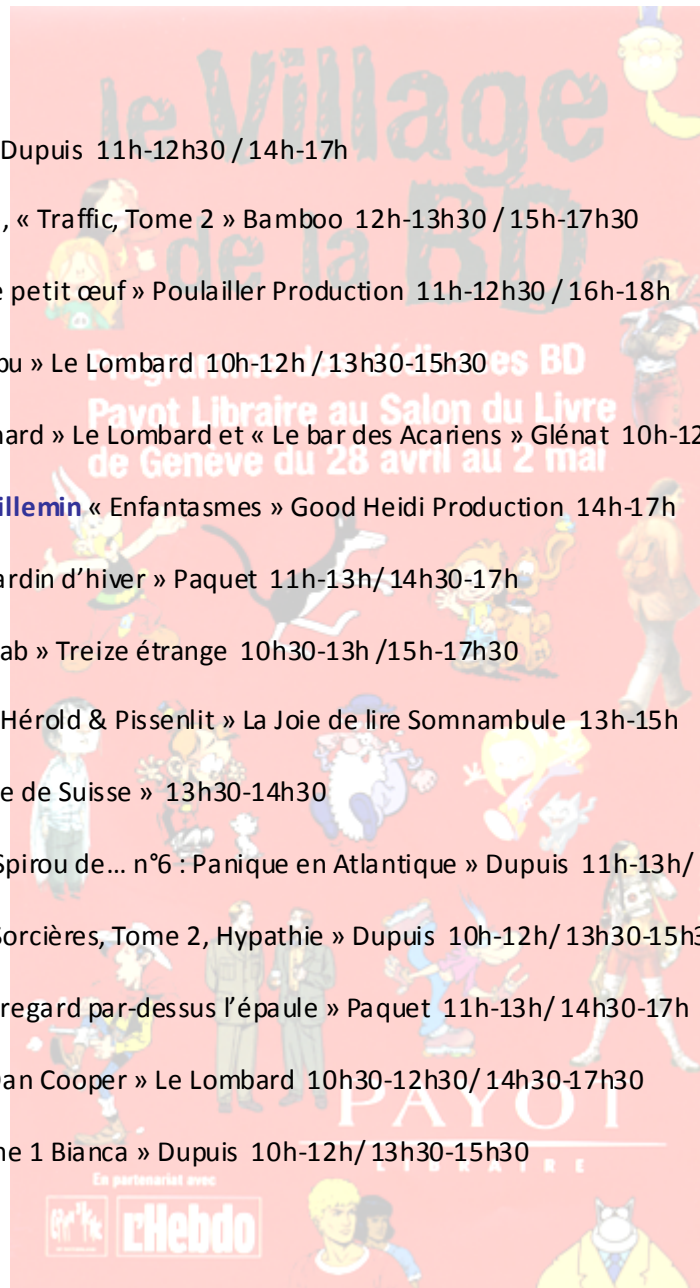 le Village
de la BD
Dupuis 11h-12h30 / 14h-17h
, « Traffic, Tome 2 » Bamboo 12h-13h30 / 15h-17h30
petit œuf » Poulailler Production 11h-12h30 / 16h-18h
ou » Le Lombard 10h-12h / 13h30-15h30
Programme des dédicaces BD
Payot Libraire au Salon du Livre
de Genève du 28 avril au 2 mai
nard » Le Lombard et « Le bar des Acariens » Glénat 10h-12
illemin « Enfantasmes » Good Heidi Production 14h-17h
ardin d’hiver » Paquet 11h-13h/ 14h30-17h
ab » Treize étrange 10h30-13h /15h-17h30
Hérold & Pissenlit » La Joie de lire Somnambule 13h-15h
e de Suisse » 13h30-14h30
Spirou de… n°6 : Panique en Atlantique » Dupuis 11h-13h/
Sorcières, Tome 2, Hypathie » Dupuis 10h-12h/ 13h30-15h3
regard par-dessus l’épaule » Paquet 11h-13h/ 14h30-17h
an Cooper » Le Lombard 10h30-12h30/ 14h30-17h30
ne 1 Bianca » Dupuis 10h-12h/ 13h30-15h30
PAYOT
LIBRAIRE
En partenariat avec
l'Hebdo